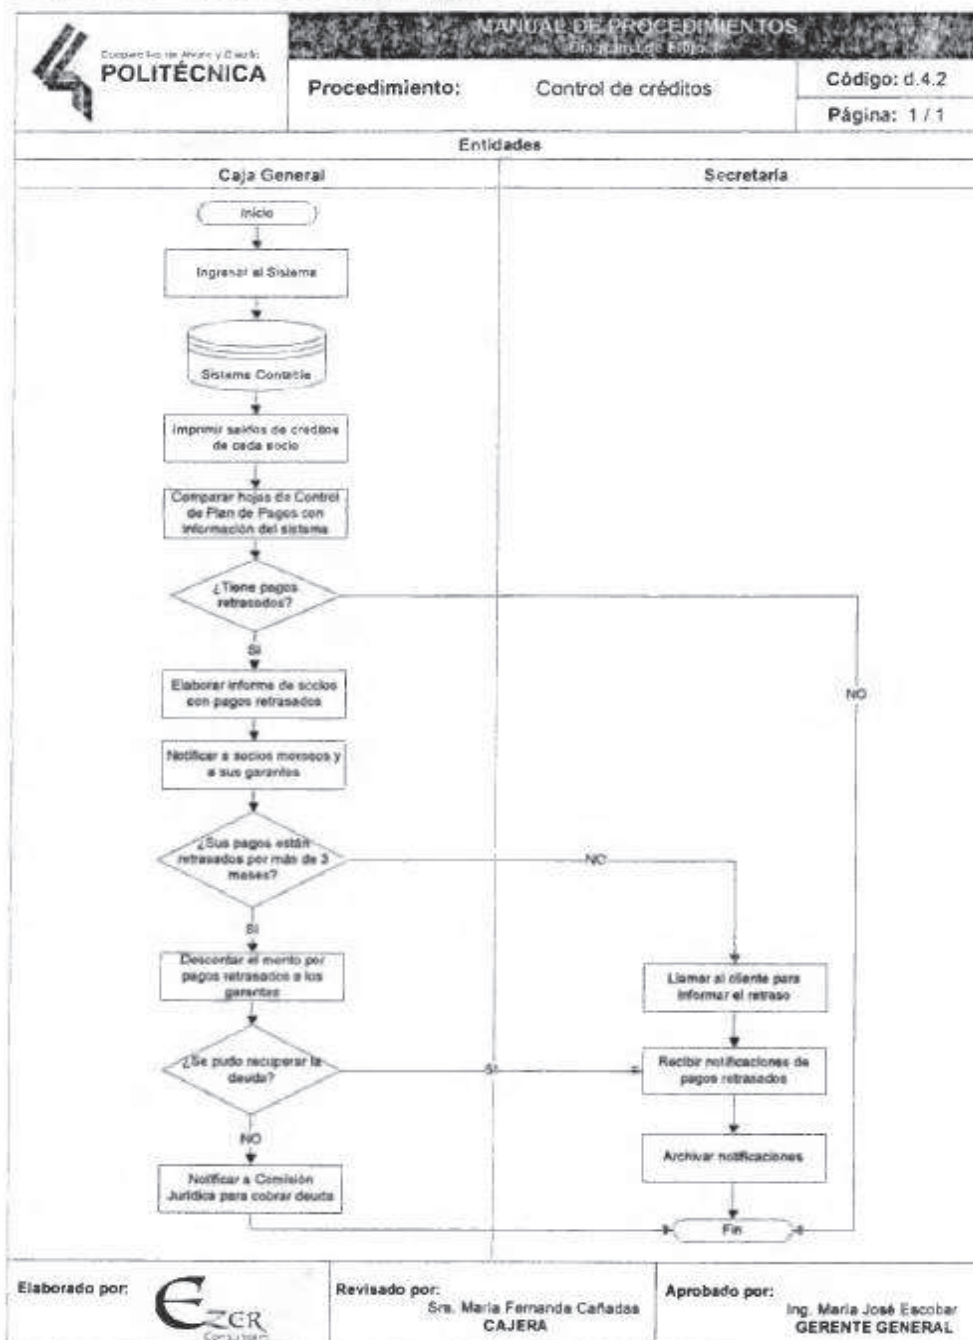 Cooperativa de Ahorro y Crédito
POLITÉCNICA
MANUAL DE PROCEDIMIENTOS
Diagrama de Flujo
Procedimiento:
Control de créditos
Código: d.4.2
Página: 1 / 1
Entidades
Caja General
Secretaría
Inicio
Ingresar al Sistema
Sistema Contable
Imprimir saldos de créditos
de cada socio
Comparar hojas de Control
de Plan de Pagos con
información del sistema
¿Tiene pagos
retrasados?
SI
NO
Elaborar informe de socios
con pagos retrasados
Notificar a socios morosos y
a sus garantes
¿Sus pagos están
retrasados por más de 3
meses?
NO
SI
Descontar el monto por
pagos retrasados a los
garantes
Llamar al cliente para
informar el retraso
¿Se pudo recuperar la
deuda?
SI
Recibir notificaciones de
pagos retrasados
NO
Archivar notificaciones
Notificar a Comisión
Jurídica para cobrar deuda
Fin
Elaborado por:
EZER
Consultores
Revisado por:
Sra. María Fernanda Cañadas
CAJERA
Aprobado por:
Ing. María José Escobar
GERENTE GENERAL